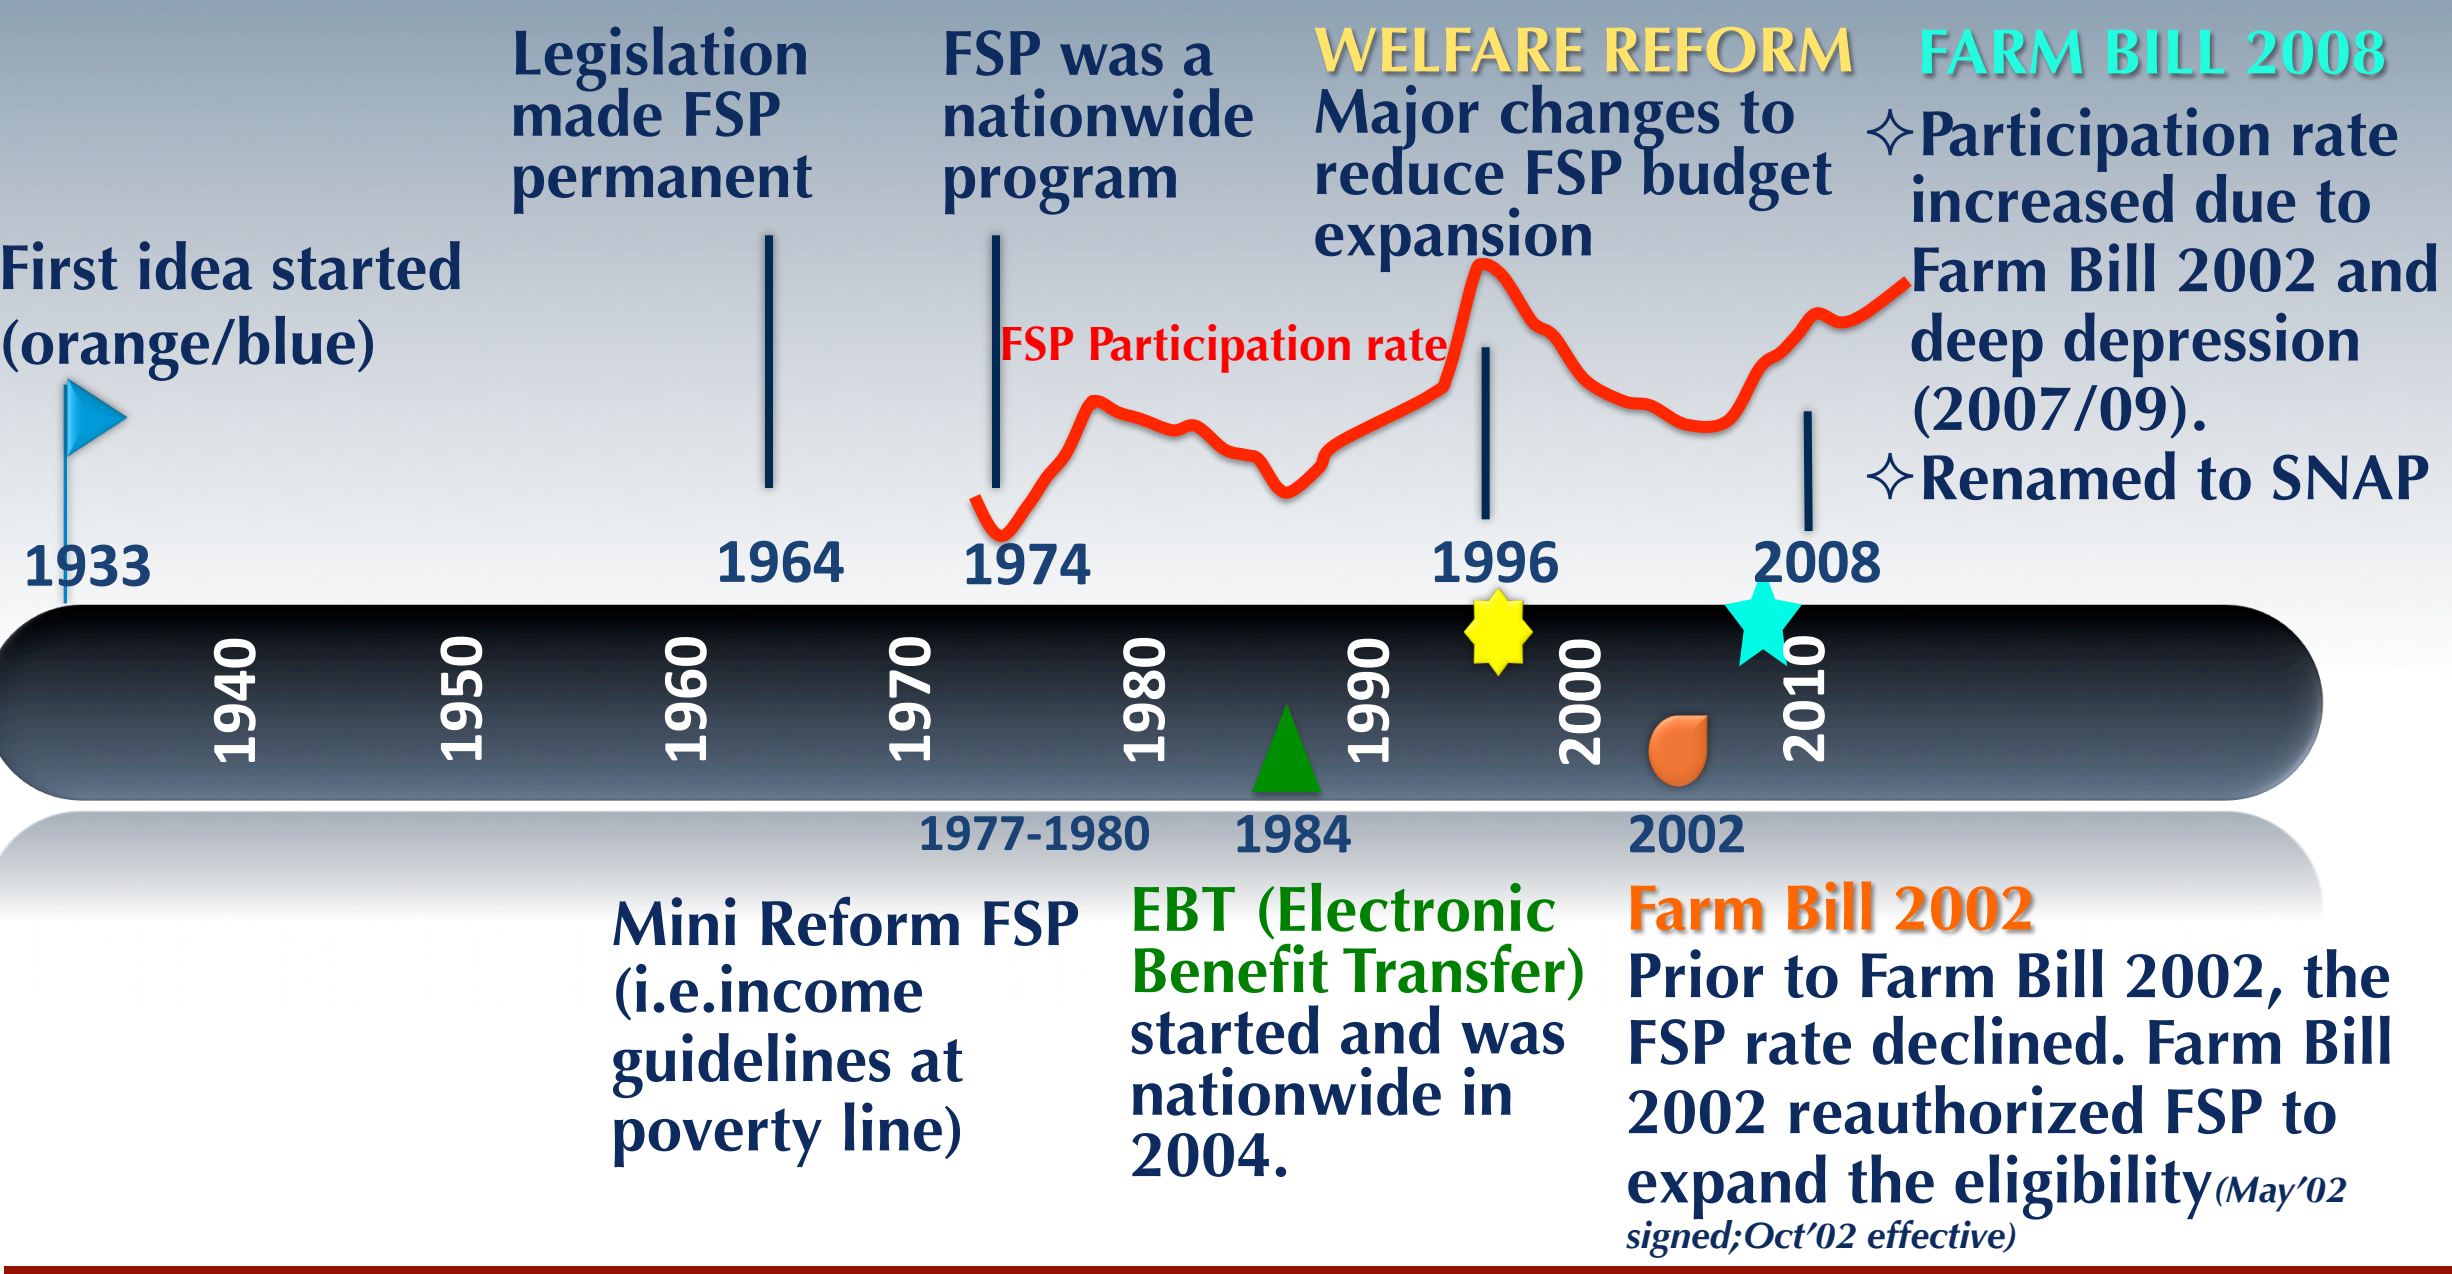 Legislation
made FSP
permanent
FSP was a
nationwide
program
WELFARE REFORM
Major changes to
reduce FSP budget
expansion
FARM BILL 2008
✧Participation rate
increased due to
Farm Bill 2002 and
deep depression
(2007/09).
✧Renamed to SNAP
First idea started
(orange/blue)
FSP Participation rate
1933
1964
1974
1996
2008
1940
1950
1960
1970
1980
1990
2000
2010
1977-1980
1984
2002
Mini Reform FSP
(i.e.income
guidelines at
poverty line)
EBT (Electronic
Benefit Transfer)
started and was
nationwide in
2004.
Farm Bill 2002
Prior to Farm Bill 2002, the
FSP rate declined. Farm Bill
2002 reauthorized FSP to
expand the eligibility(May’02
signed;Oct’02 effective)